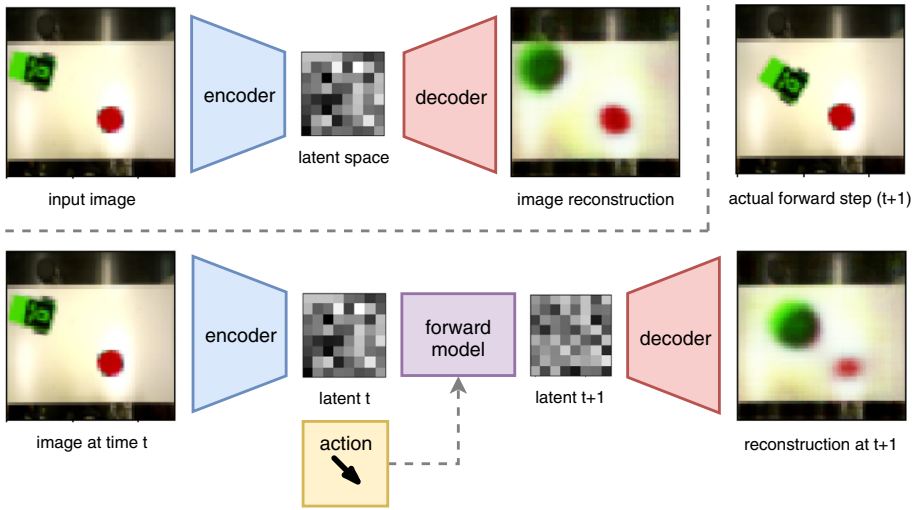 encoder
decoder
latent space
input image
image reconstruction
actual forward step (t+1)
encoder
forward
model
decoder
latent t
latent t+1
image at time t
action
reconstruction at t+1